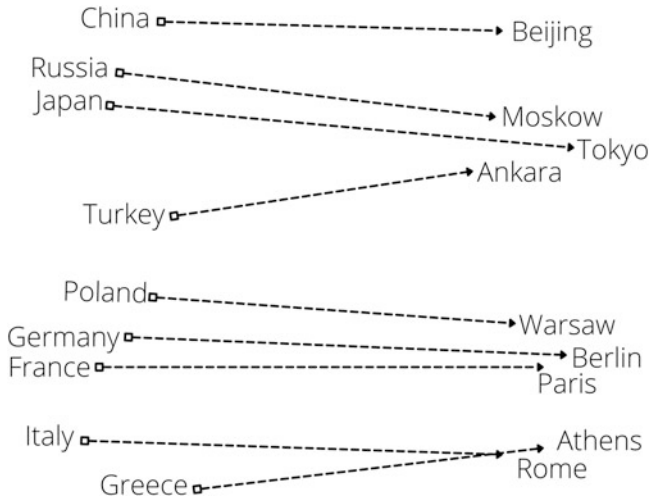 China
Beijing
Russia
Moskow
Japan
Tokyo
Ankara
Turkey
Poland
Warsaw
Germany
Berlin
France
Paris
Italy
Athens
Rome
Greece